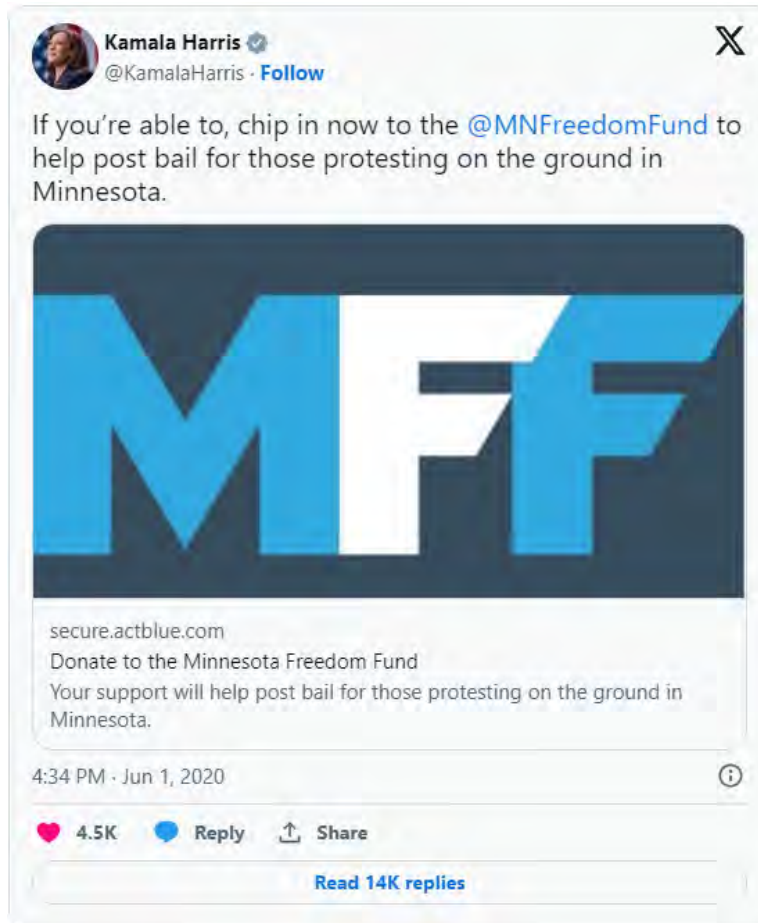 Kamala Harris
@KamalaHarris · Follow
X
If you’re able to, chip in now to the @MNFreedomFund to
help post bail for those protesting on the ground in
Minnesota.
MFF
secure.actblue.com
Donate to the Minnesota Freedom Fund
Your support will help post bail for those protesting on the ground in
Minnesota.
4:34 PM · Jun 1, 2020
4.5K Reply Share
Read 14K replies